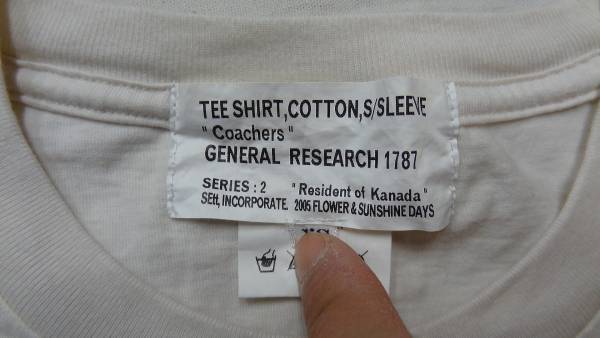 TEE SHIRT,COTTON,S/SLEEVE
"Coachers"
GENERAL RESEARCH 1787
SERIES : 2 "Resident of Kanada"
SEtt, INCORPORATE. 2005 FLOWER & SUNSHINE DAYS